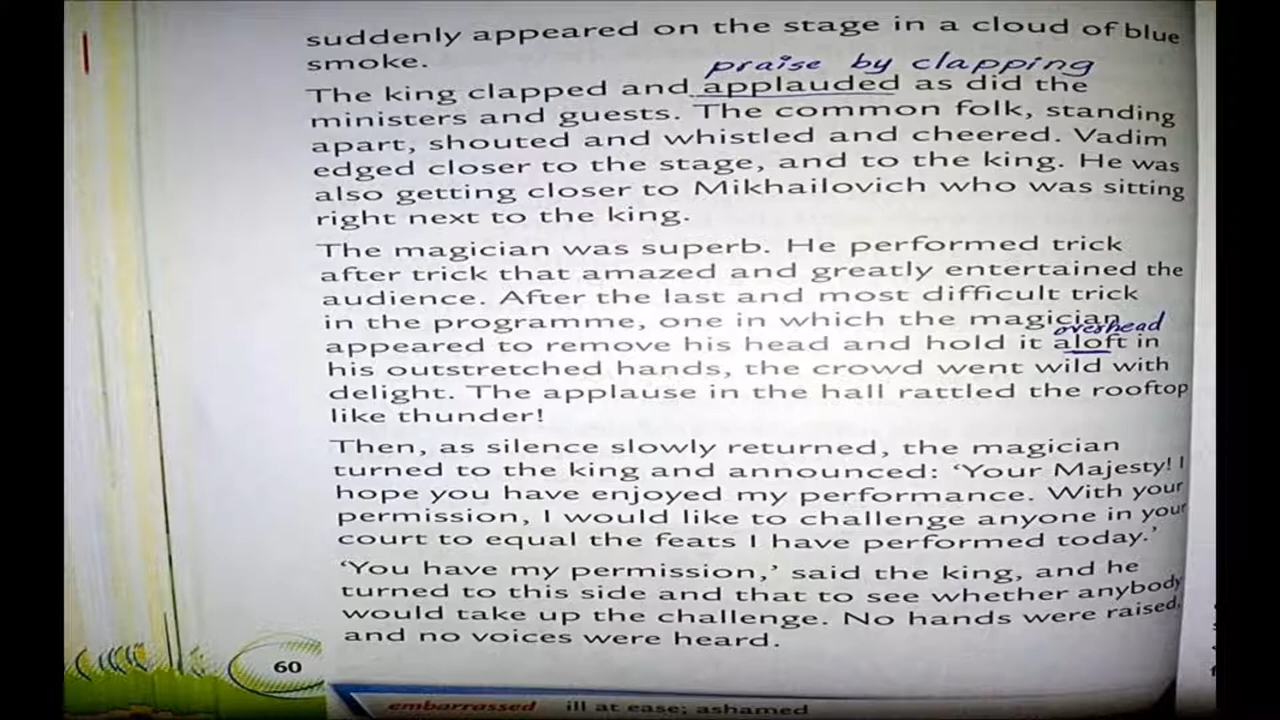 suddenly appeared on the stage in a cloud of blue
smoke.
praise by clapping
The king clapped and applauded as did the
ministers and guests. The common folk, standing
apart, shouted and whistled and cheered. Vadim
edged closer to the stage, and to the king. He was
also getting closer to Mikhailovich who was sitting
right next to the king.
The magician was superb. He performed trick
after trick that amazed and greatly entertained the
audience. After the last and most difficult trick
in the programme, one in which the magician
overhead
appeared to remove his head and hold it aloft in
his outstretched hands, the crowd went wild with
delight. The applause in the hall rattled the rooftop
like thunder!
Then, as silence slowly returned, the magician
turned to the king and announced: ‘Your Majesty! I
hope you have enjoyed my performance. With your
permission, I would like to challenge anyone in your
court to equal the feats I have performed today.’
‘You have my permission,’ said the king, and he
turned to this side and that to see whether anybody
would take up the challenge. No hands were raised,
and no voices were heard.
60
embarrassed ill at ease; ashamed